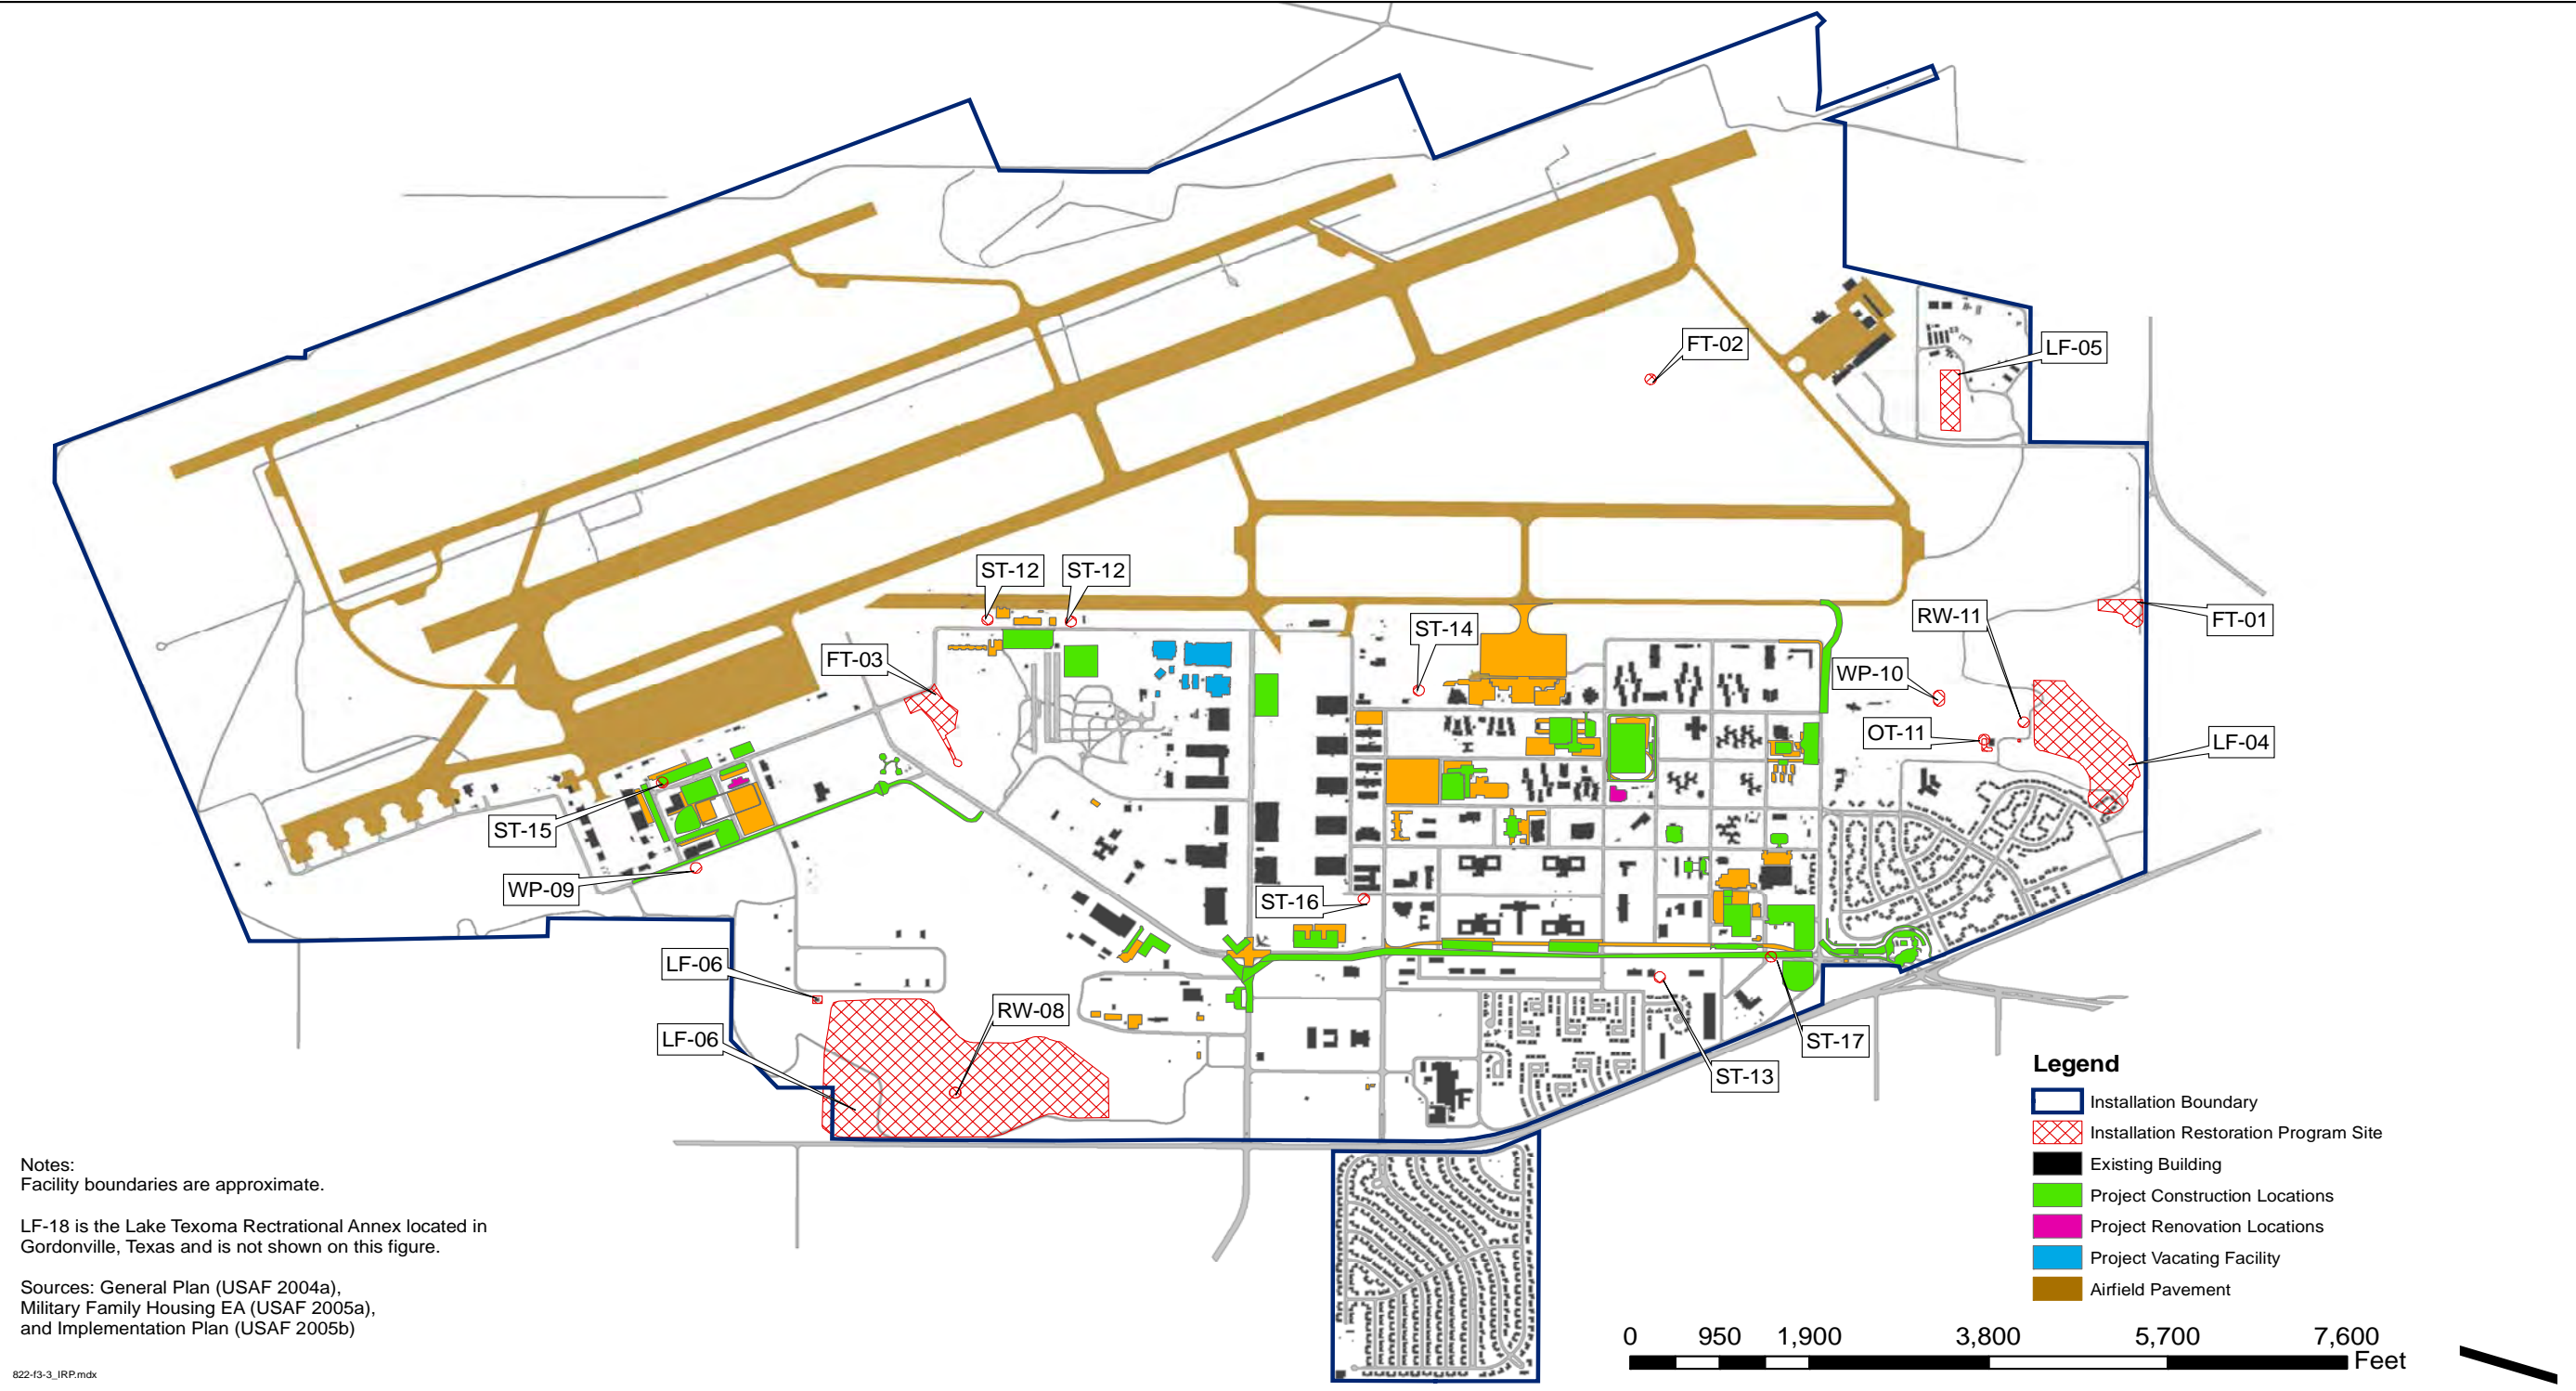 FT-02
LF-05
ST-12
ST-12
RW-11
FT-01
ST-14
FT-03
WP-10
OT-11
LF-04
ST-15
WP-09
ST-16
LF-06
RW-08
LF-06
ST-17
ST-13
Legend
Installation Boundary
Installation Restoration Program Site
Existing Building
Project Construction Locations
Project Renovation Locations
Project Vacating Facility
Airfield Pavement
0 950 1,900 3,800 5,700 7,600
Feet
Notes:
Facility boundaries are approximate.
LF-18 is the Lake Texoma Rectrational Annex located in
Gordonville, Texas and is not shown on this figure.
Sources: General Plan (USAF 2004a),
Military Family Housing EA (USAF 2005a),
and Implementation Plan (USAF 2005b)
822-f3-3_IRP.mdx